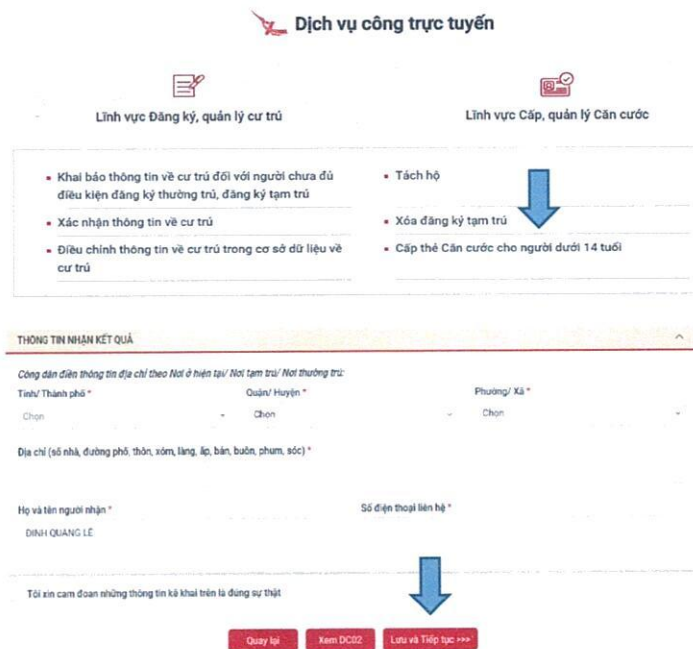 Dịch vụ công trực tuyến
Lĩnh vực Đăng ký, quản lý cư trú
Lĩnh vực Cấp, quản lý Căn cước
Khai báo thông tin về cư trú đối với người chưa đủ
điều kiện đăng ký thường trú, đăng ký tạm trú
Xác nhận thông tin về cư trú
Điều chỉnh thông tin về cư trú trong cơ sở dữ liệu về
cư trú
Tách hộ
Xóa đăng ký tạm trú
Cấp thẻ Căn cước cho người dưới 14 tuổi
THÔNG TIN NHẬN KẾT QUẢ
Công dân điền thông tin địa chỉ theo Nơi ở hiện tại/ Nơi tạm trú/ Nơi thường trú:
Tỉnh/ Thành phố * Quận/ Huyện * Phường/ Xã *
Chọn Chọn Chọn
Địa chỉ (số nhà, đường phố, thôn, xóm, làng, ấp, bản, buôn, phum, sóc) *
Họ và tên người nhận * Số điện thoại liên hệ *
DINH QUANG LÊ
Tôi xin cam đoan những thông tin kê khai trên là đúng sự thật
Quay lại Xem DC02 Lưu và Tiếp tục >>>